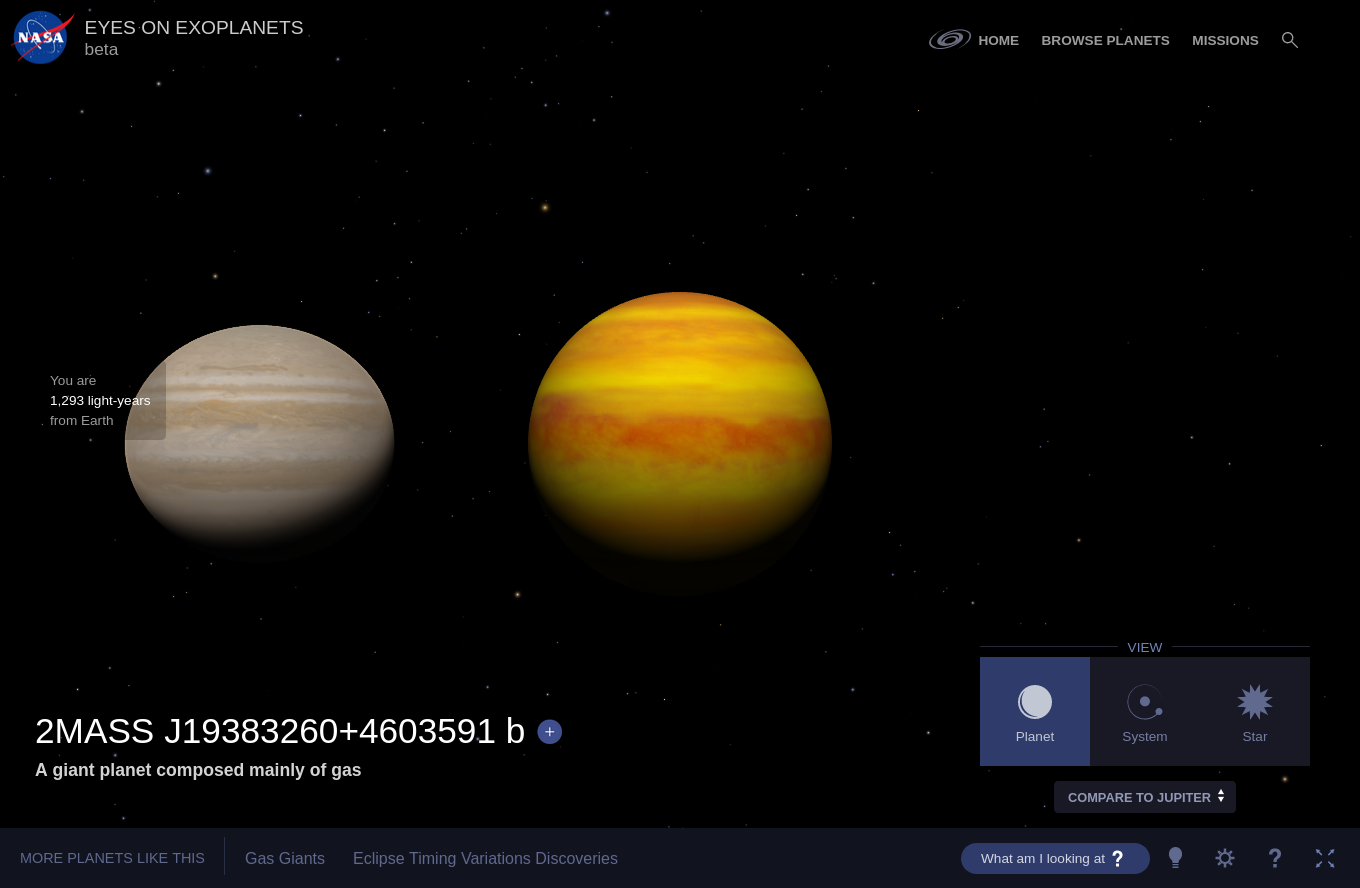 NASA
EYES ON EXOPLANETS
beta
HOME
BROWSE PLANETS
MISSIONS
You are
1,293 light-years
from Earth
2MASS J19383260+4603591 b +
A giant planet composed mainly of gas
VIEW
Planet
System
Star
COMPARE TO JUPITER
MORE PLANETS LIKE THIS
Gas Giants
Eclipse Timing Variations Discoveries
What am I looking at ?
?